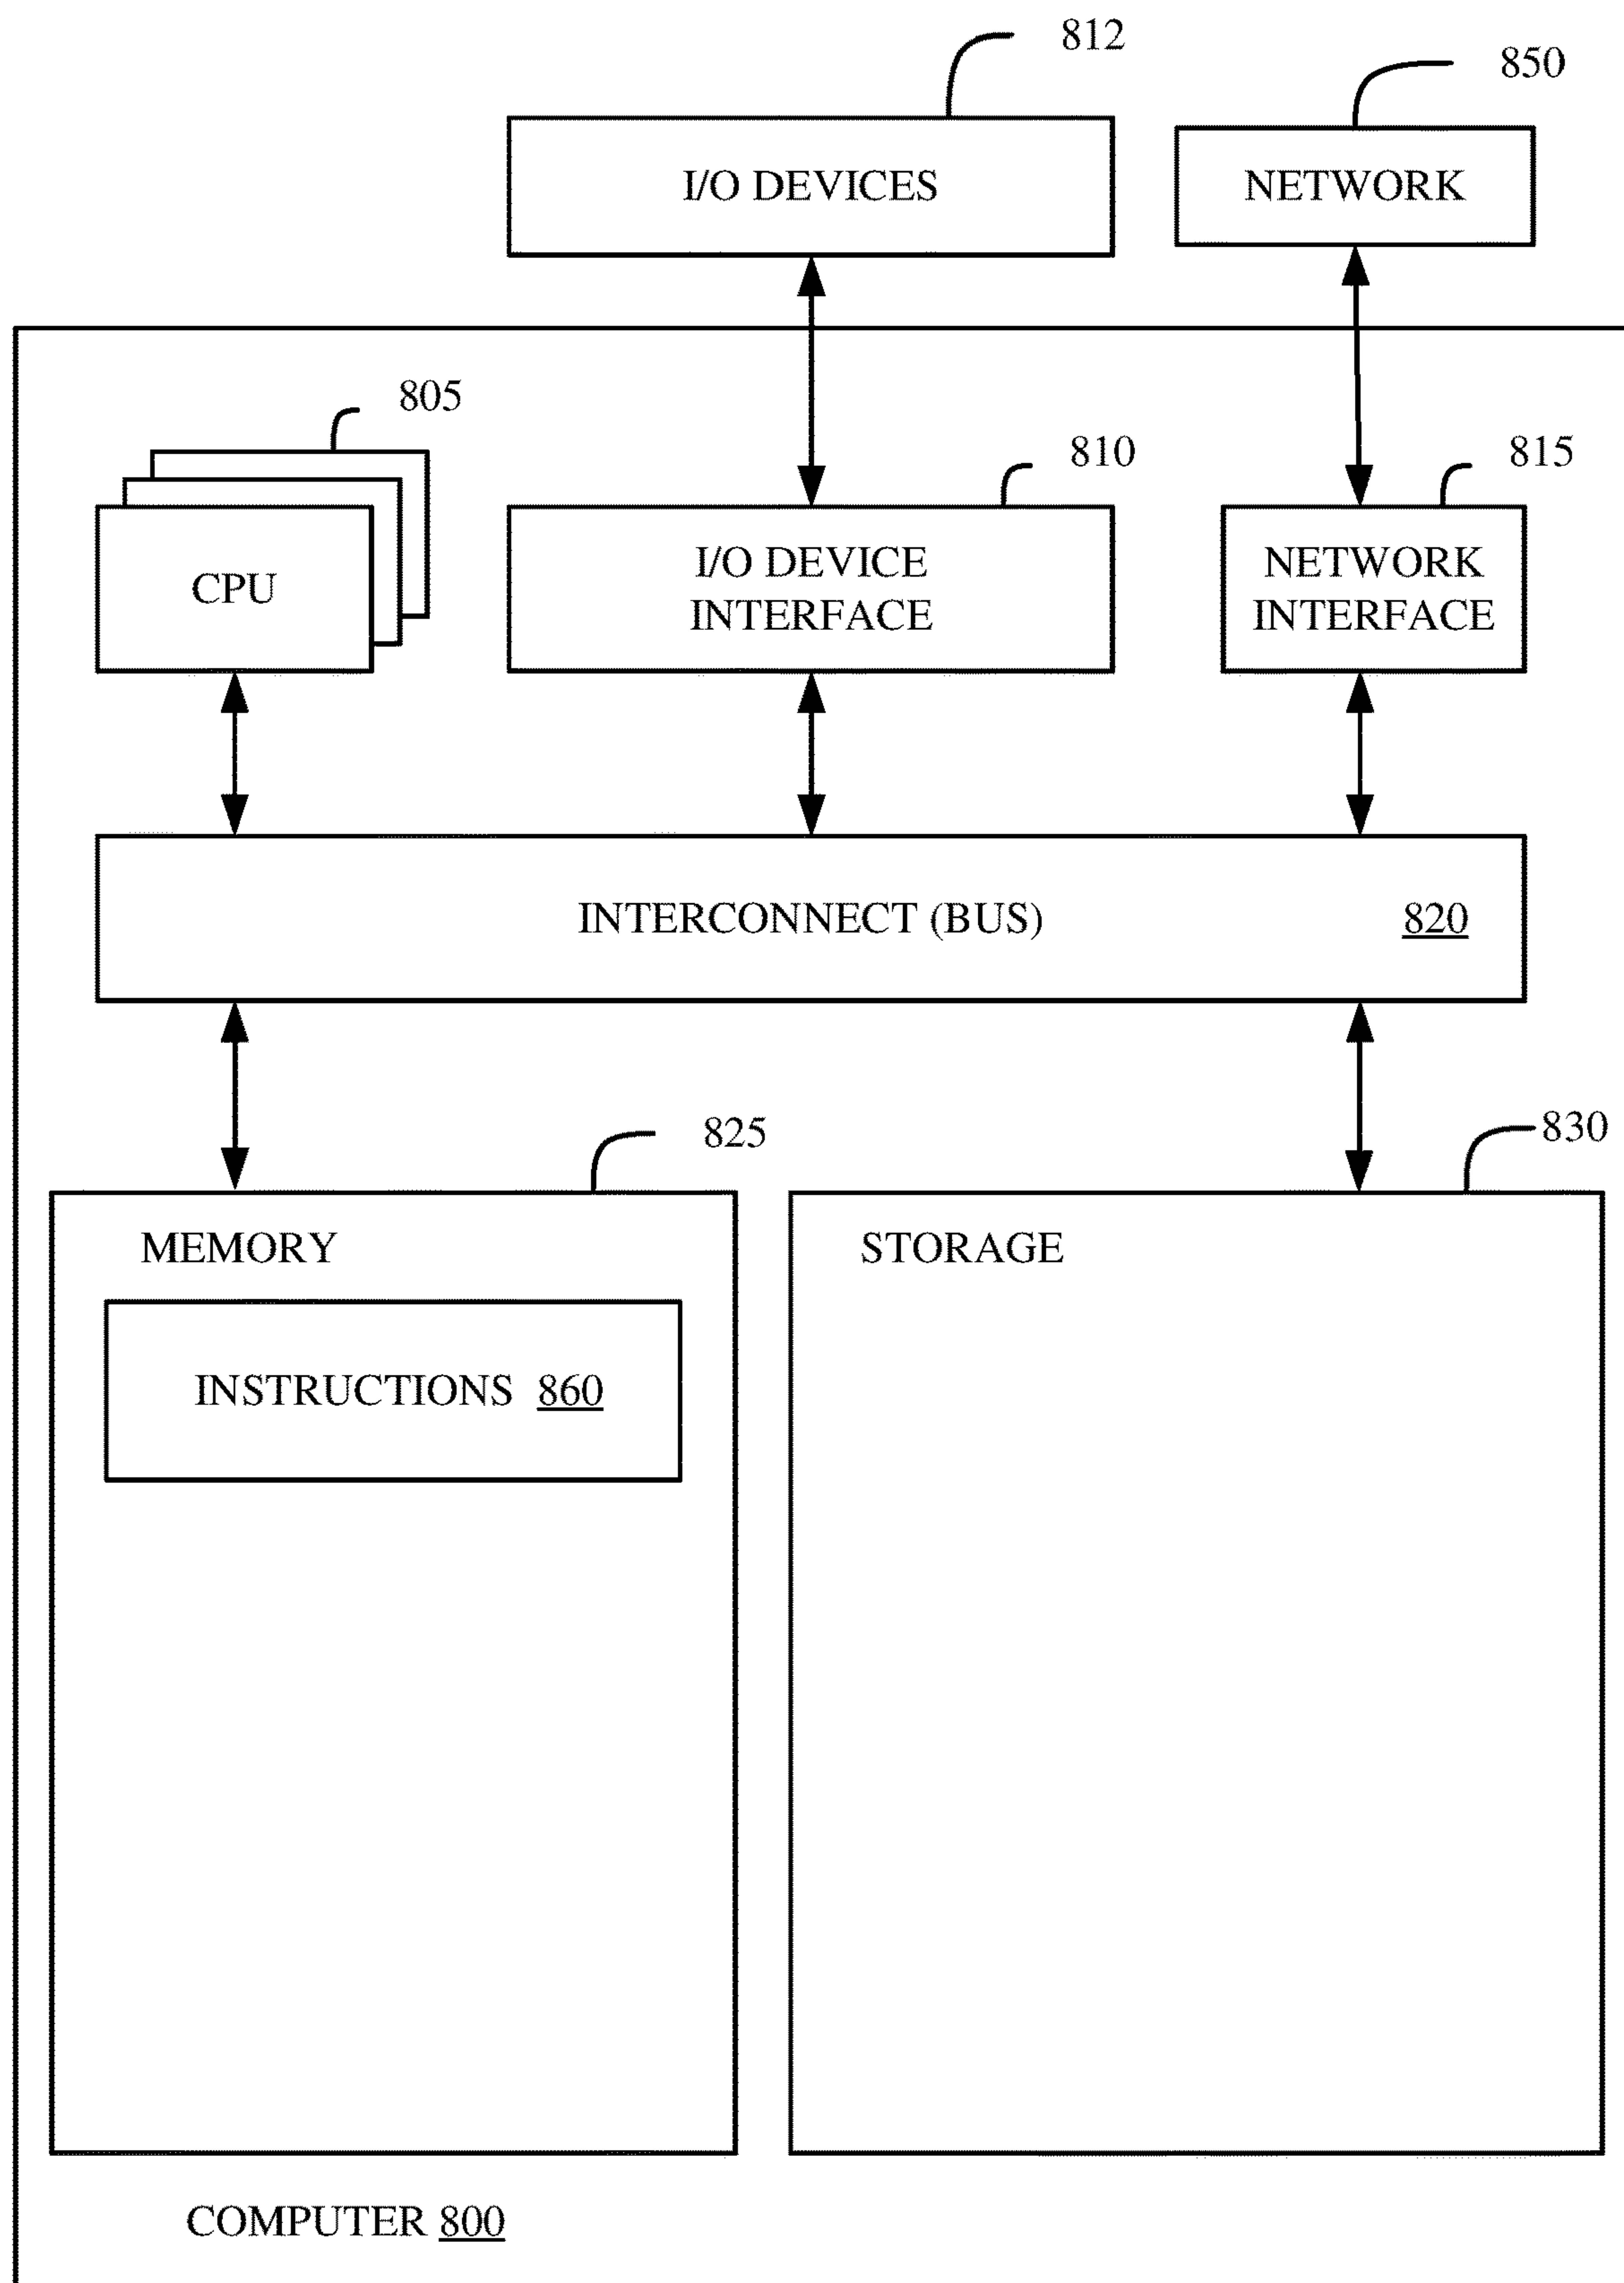 812
850
I/O DEVICES
NETWORK
805
810
815
CPU
I/O DEVICE
INTERFACE
NETWORK
INTERFACE
INTERCONNECT (BUS) 820
825
830
MEMORY
STORAGE
INSTRUCTIONS 860
COMPUTER 800